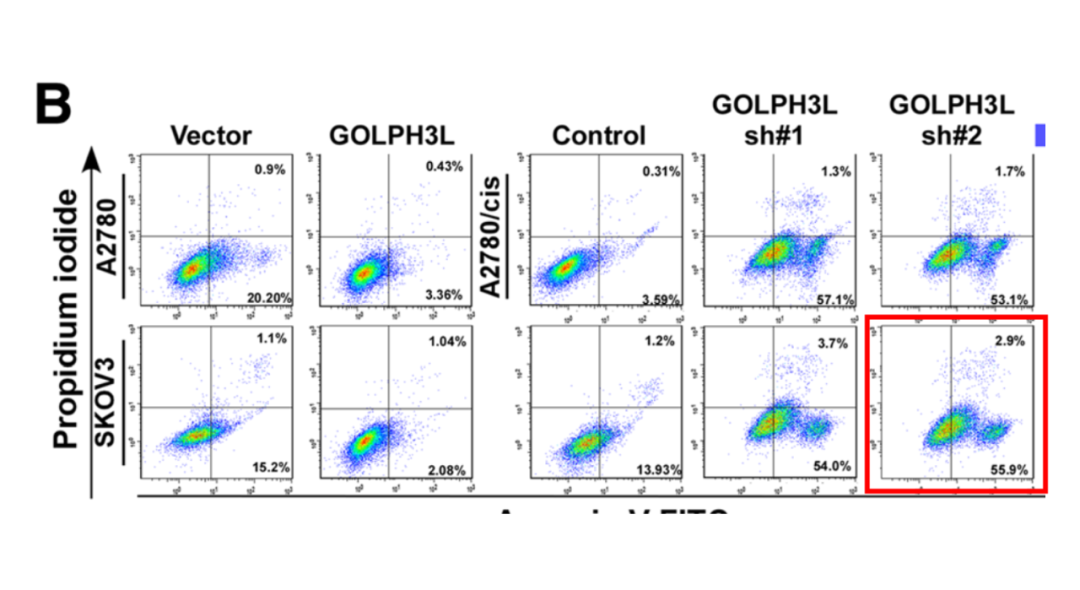 B
Vector
GOLPH3L
Control
GOLPH3L
sh#1
GOLPH3L
sh#2
Propidium iodide
A2780
0.9%
20.20%
0.43%
3.36%
A2780/cis
0.31%
3.59%
1.3%
57.1%
1.7%
53.1%
SKOV3
1.1%
15.2%
1.04%
2.08%
1.2%
13.93%
3.7%
54.0%
2.9%
55.9%